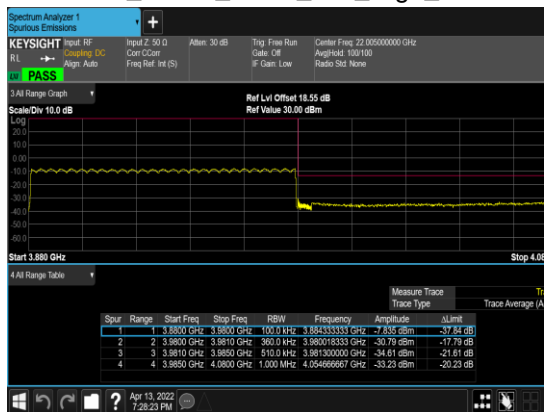 Spectrum Analyzer 1
Spurious Emissions
+
KEYSIGHT Input: RF Input Z: 50 Ω Atten: 30 dB Trig: Free Run Center Freq: 22.005000000 GHz
RL Coupling: DC Corr CCorr Gate: Off Avg|Hold: 100/100
Align: Auto Freq Ref: Int (S) IF Gain: Low Radio Std: None
PASS
3 All Range Graph
Ref Lvl Offset 18.55 dB
Scale/Div 10.0 dB Ref Value 30.00 dBm
Log
20.0
10.0
0.00
-10.0
-20.0
-30.0
-40.0
-50.0
-60.0
Start 3.880 GHz Stop 4.08
4 All Range Table
Measure Trace
Trace Type Trace Average (A
Spur Range Start Freq Stop Freq RBW Frequency Amplitude ΔLimit
1 1 3.8800 GHz 3.9800 GHz 100.0 kHz 3.884333333 GHz -7.835 dBm -37.84 dB
2 2 3.9800 GHz 3.9810 GHz 360.0 kHz 3.980018333 GHz -30.79 dBm -17.79 dB
3 3 3.9810 GHz 3.9850 GHz 510.0 kHz 3.981300000 GHz -34.61 dBm -21.61 dB
4 4 3.9850 GHz 4.0800 GHz 1.000 MHz 4.054666667 GHz -33.23 dBm -20.23 dB
Apr 13, 2022
7:28:23 PM